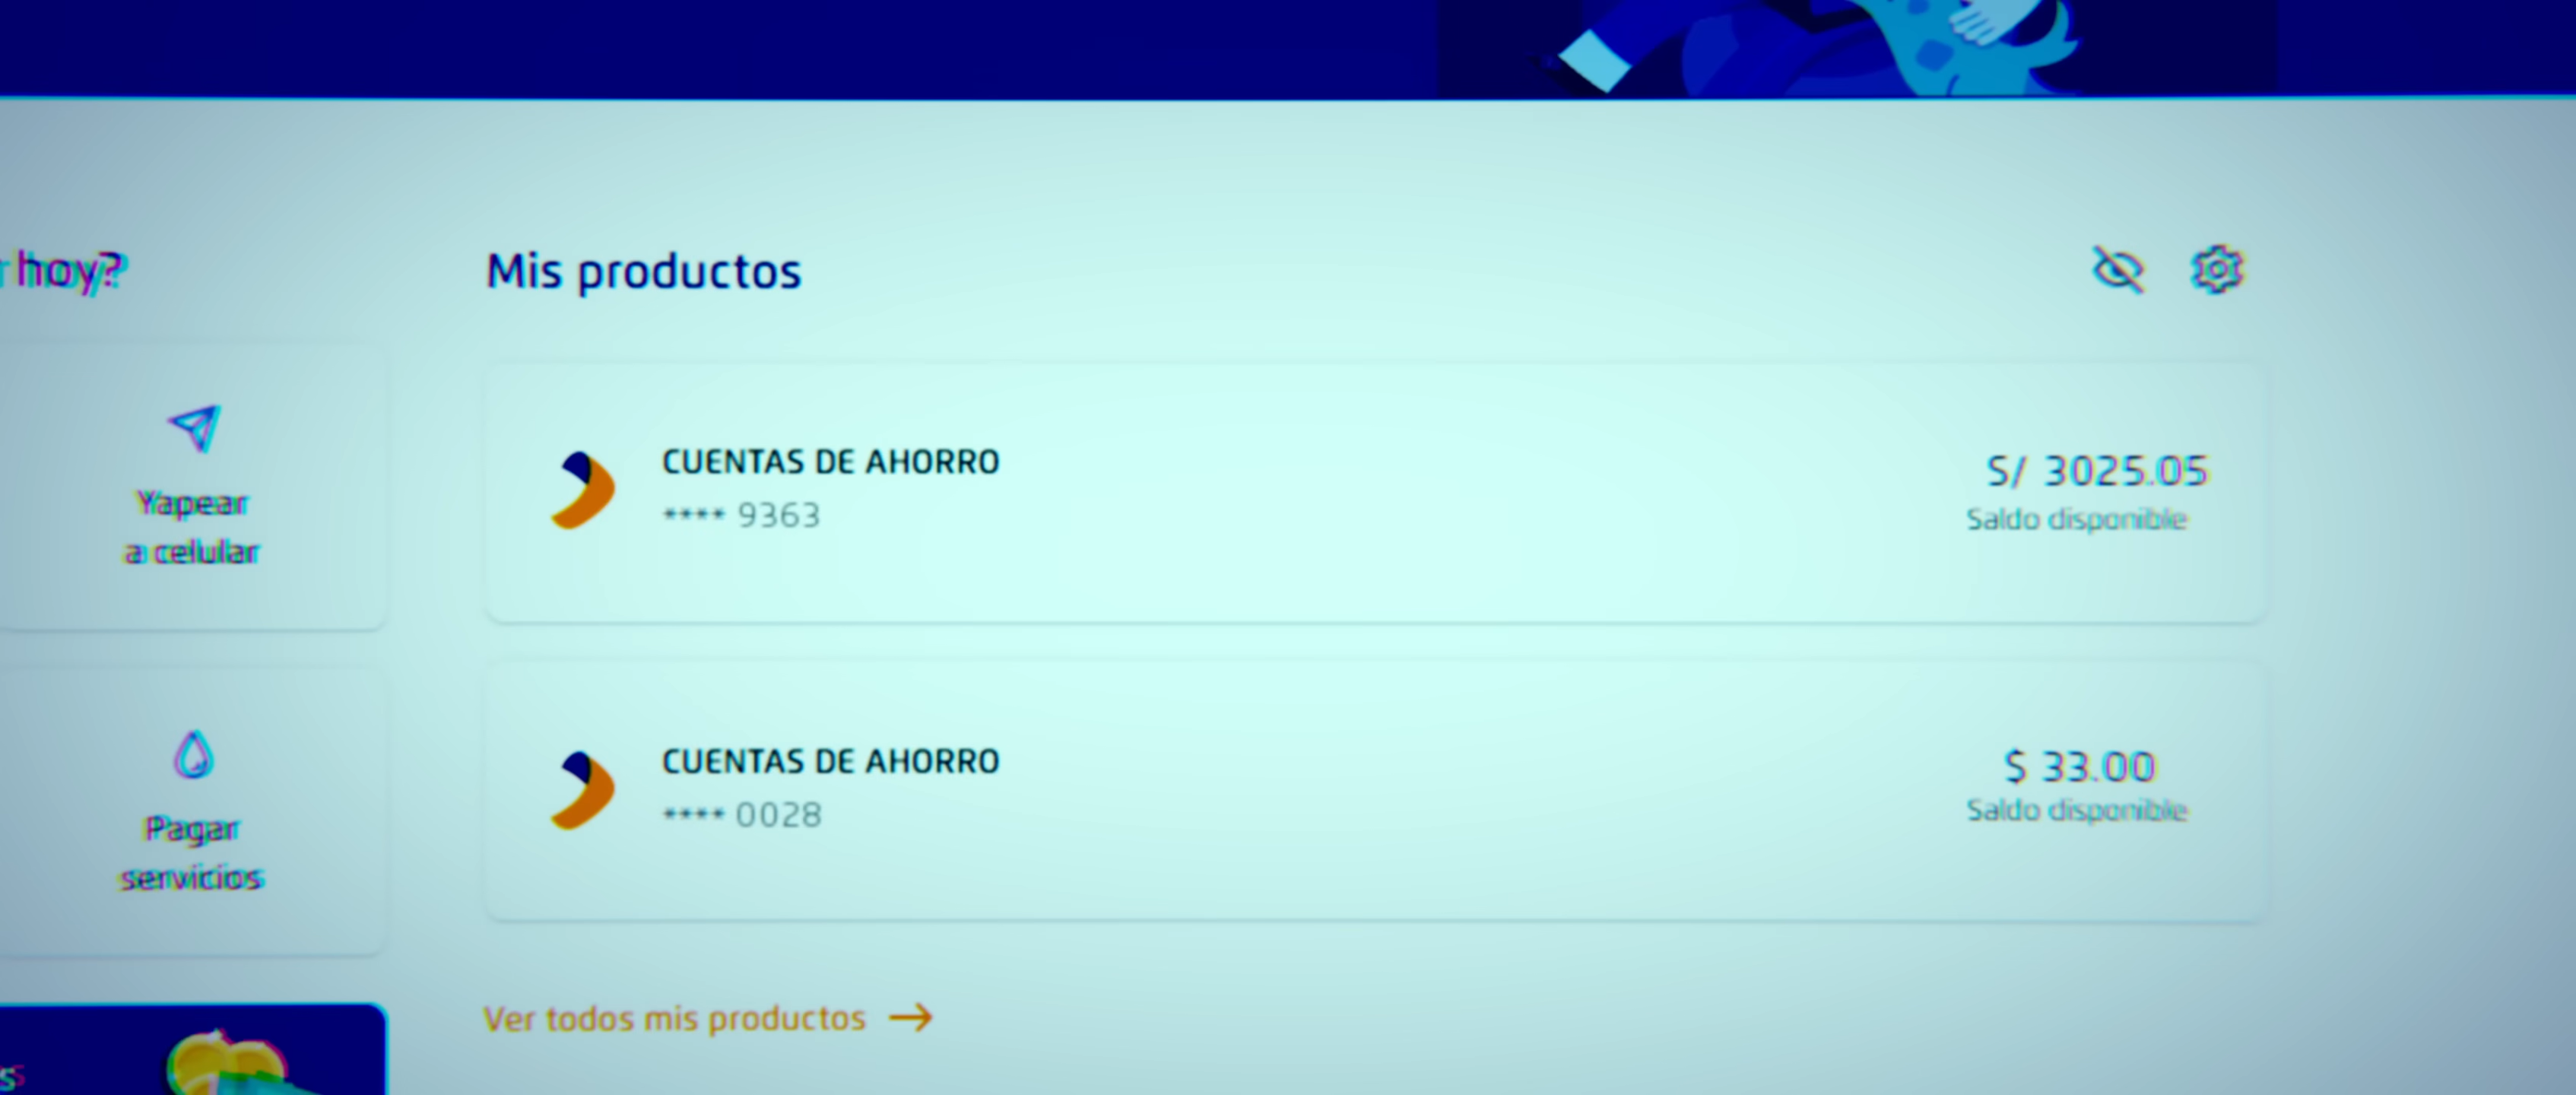 hoy?
Mis productos
Yapear
a celular
CUENTAS DE AHORRO
**** 9363
S/ 3025.05
Saldo disponible
CUENTAS DE AHORRO
**** 0028
$ 33.00
Saldo disponible
Pagar
servicios
Ver todos mis productos